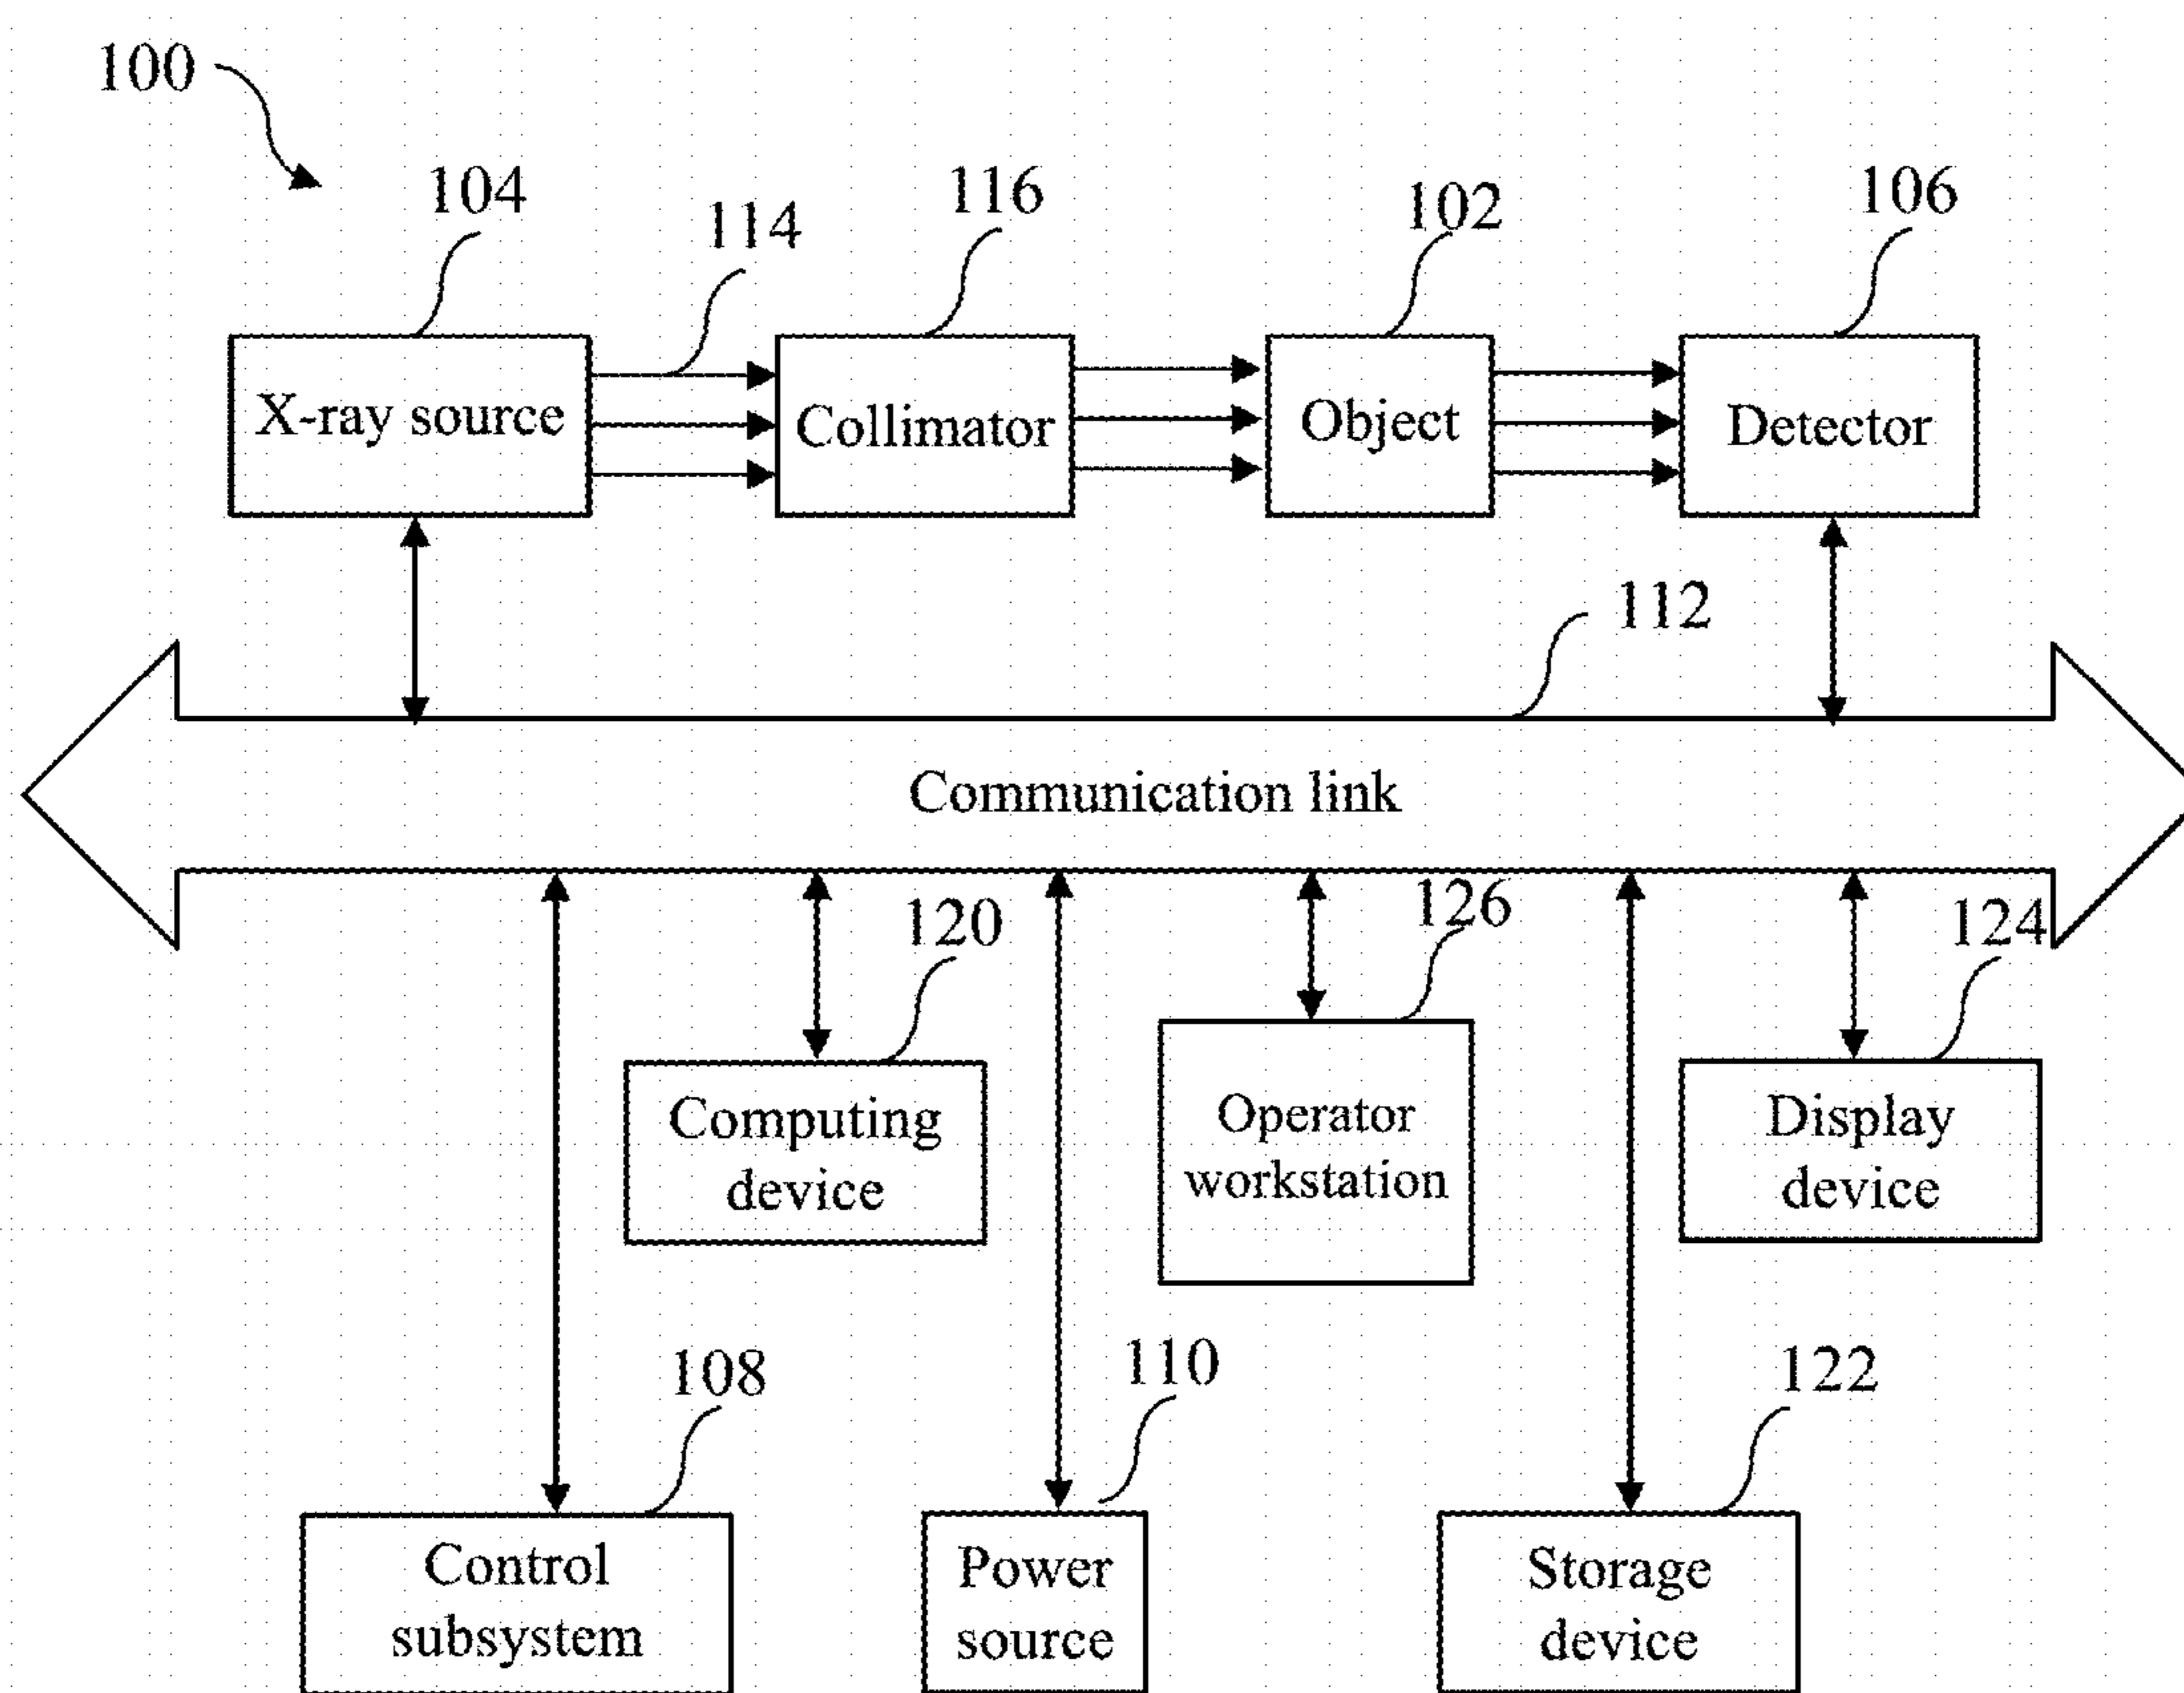 100
104
114
116
102
106
X-ray source
Collimator
Object
Detector
112
Communication link
120
126
124
Computing
device
Operator
workstation
Display
device
108
110
122
Control
subsystem
Power
source
Storage
device